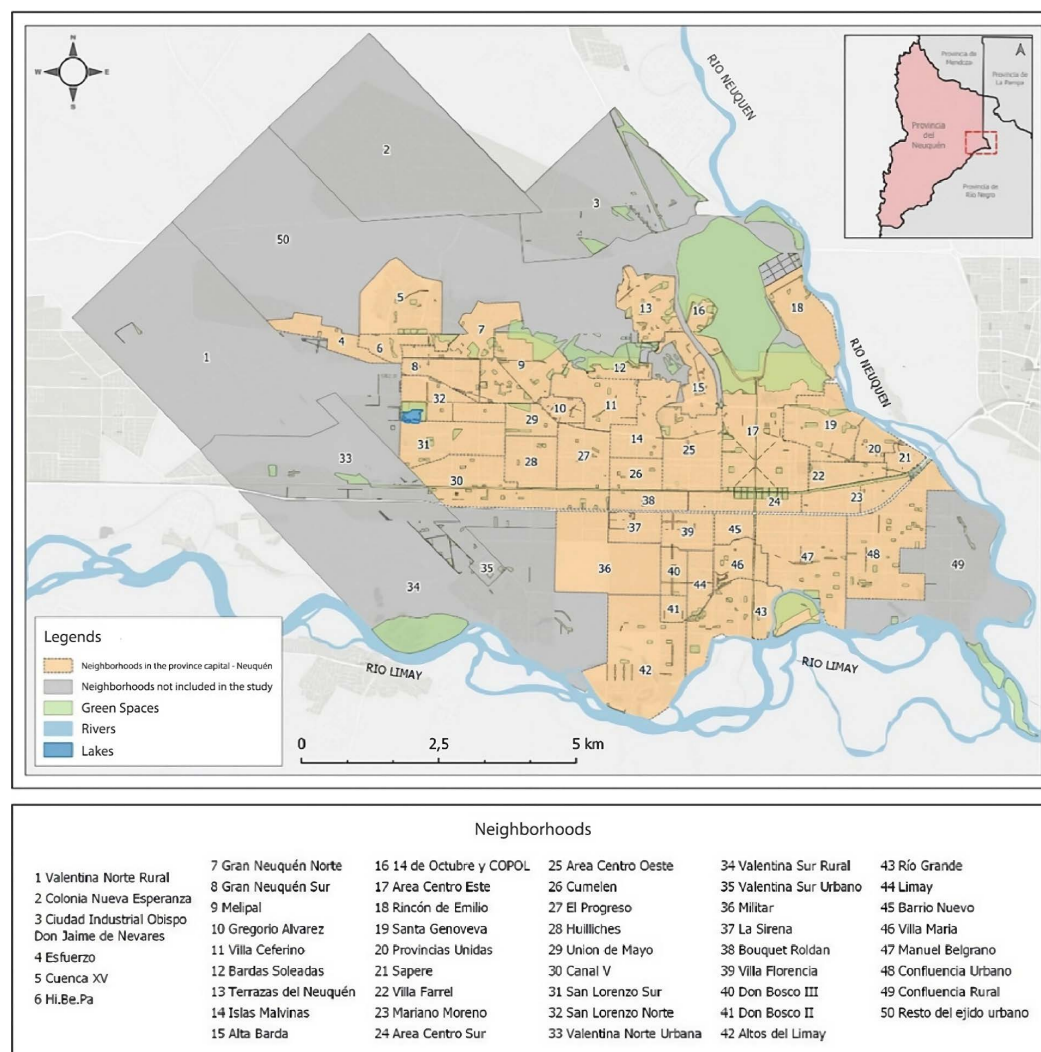 N
W
E
S
RIO NEUQUEN
Provincia de
Mendoza
Provincia de
La Pampa
Provincia
del
Neuquén
Provincia de
Río Negro
2
3
50
5
13
16
18
7
4
6
1
8
9
12
15
RIO NEUQUEN
32
10
11
29
19
17
14
31
33
28
27
25
20
21
26
22
30
38
24
23
37
39
45
35
36
40
46
47
48
49
44
34
41
43
42
Legends
Neighborhoods in the province capital - Neuquén
Neighborhoods not included in the study
Green Spaces
Rivers
Lakes
RIO LIMAY
RIO LIMAY
0 2,5 5 km
Neighborhoods
1 Valentina Norte Rural
2 Colonia Nueva Esperanza
3 Ciudad Industrial Obispo
Don Jaime de Nevares
4 Esfuerzo
5 Cuenca XV
6 Hi.Be.Pa
7 Gran Neuquén Norte
8 Gran Neuquén Sur
9 Melipal
10 Gregorio Alvarez
11 Villa Ceferino
12 Bardas Soleadas
13 Terrazas del Neuquén
14 Islas Malvinas
15 Alta Barda
16 14 de Octubre y COPOL
17 Area Centro Este
18 Rincón de Emilio
19 Santa Genoveva
20 Provincias Unidas
21 Sapere
22 Villa Farrel
23 Mariano Moreno
24 Area Centro Sur
25 Area Centro Oeste
26 Cumelen
27 El Progreso
28 Huilliches
29 Union de Mayo
30 Canal V
31 San Lorenzo Sur
32 San Lorenzo Norte
33 Valentina Norte Urbana
34 Valentina Sur Rural
35 Valentina Sur Urbano
36 Militar
37 La Sirena
38 Bouquet Roldan
39 Villa Florencia
40 Don Bosco III
41 Don Bosco II
42 Altos del Limay
43 Río Grande
44 Limay
45 Barrio Nuevo
46 Villa Maria
47 Manuel Belgrano
48 Confluencia Urbano
49 Confluencia Rural
50 Resto del ejido urbano